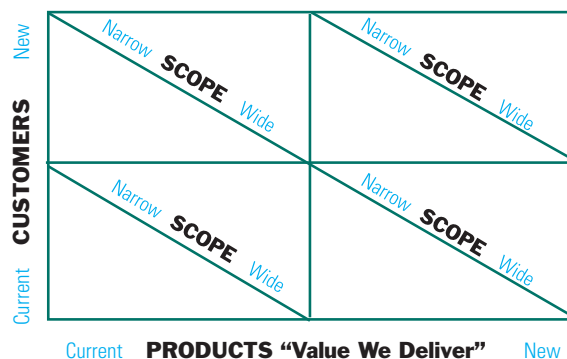 New
CUSTOMERS
Current
Narrow SCOPE Wide
Narrow SCOPE Wide
Narrow SCOPE Wide
Narrow SCOPE Wide
Current PRODUCTS “Value We Deliver” New